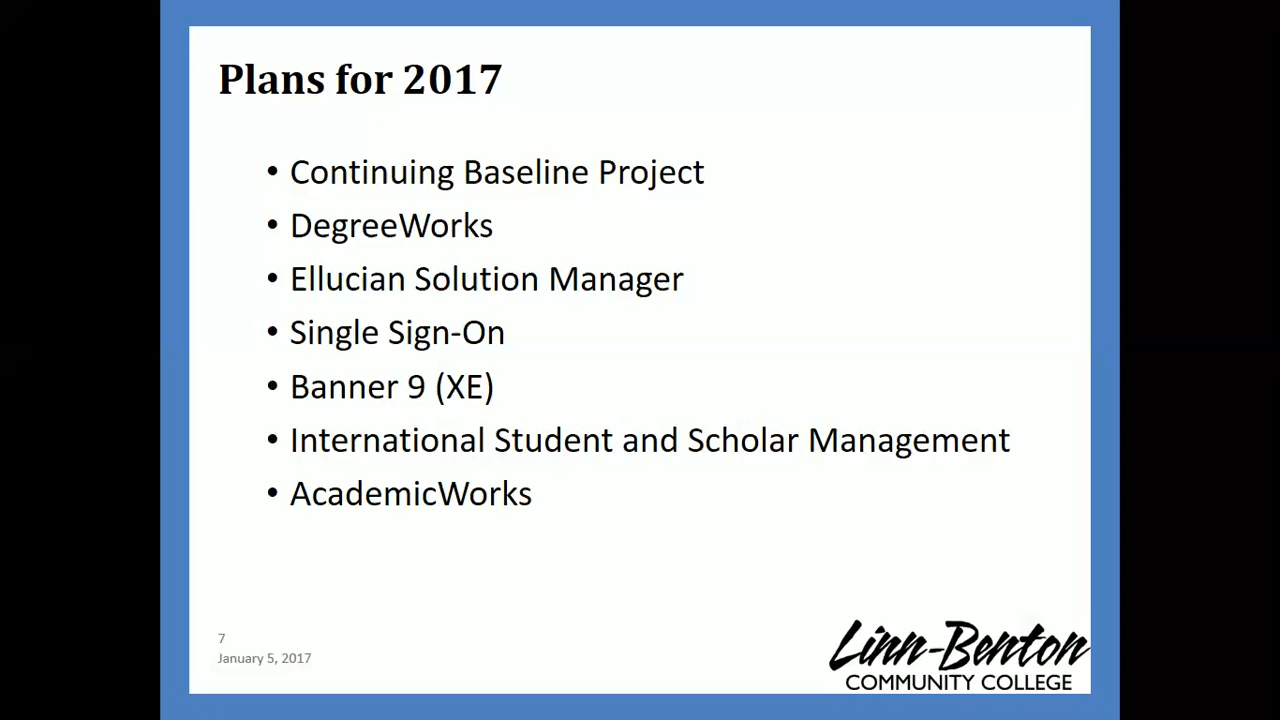 Plans for 2017
• Continuing Baseline Project
• DegreeWorks
• Ellucian Solution Manager
• Single Sign-On
• Banner 9 (XE)
• International Student and Scholar Management
• AcademicWorks
7
January 5, 2017
Linn-Benton
COMMUNITY COLLEGE